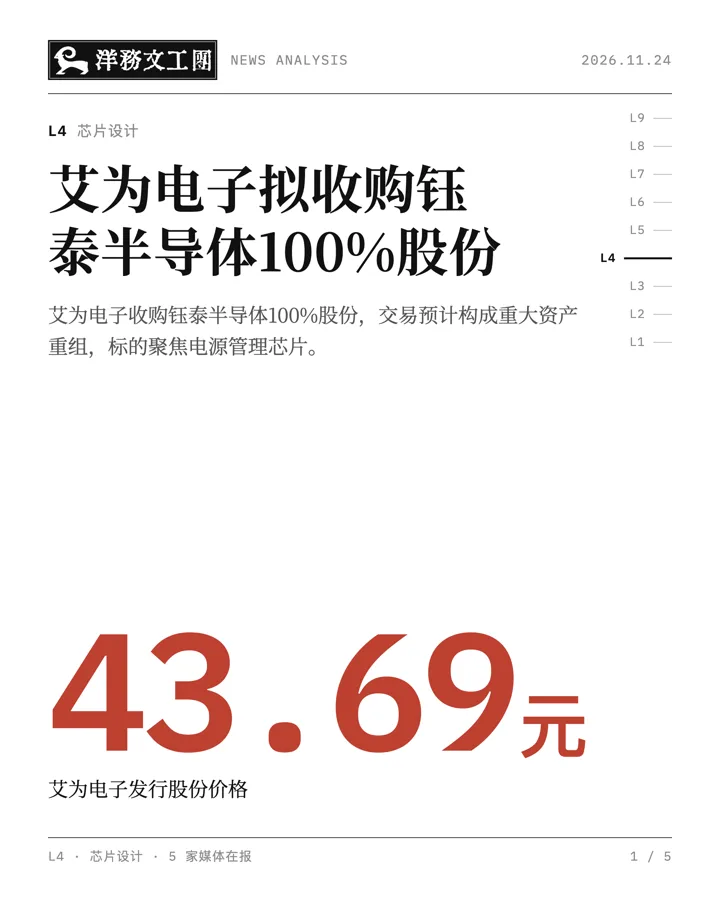 洋務文工團 NEWS ANALYSIS 2026.11.24
L4 芯片设计
艾为电子拟收购钰
泰半导体100%股份
艾为电子收购钰泰半导体100%股份，交易预计构成重大资产
重组，标的聚焦电源管理芯片。
L9
L8
L7
L6
L5
L4
L3
L2
L1
43.69元
艾为电子发行股份价格
L4 · 芯片设计 · 5 家媒体在报 1 / 5